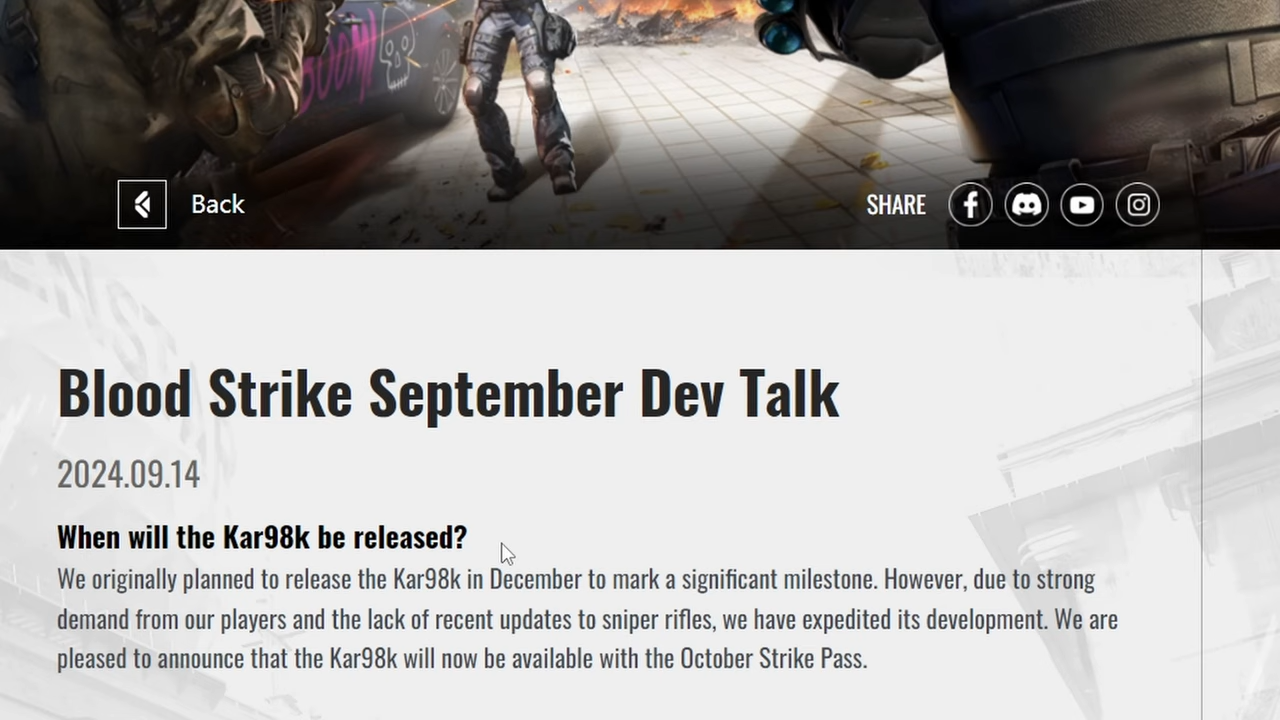 BOOM!
Back
SHARE
Blood Strike September Dev Talk
2024.09.14
When will the Kar98k be released?
We originally planned to release the Kar98k in December to mark a significant milestone. However, due to strong
demand from our players and the lack of recent updates to sniper rifles, we have expedited its development. We are
pleased to announce that the Kar98k will now be available with the October Strike Pass.